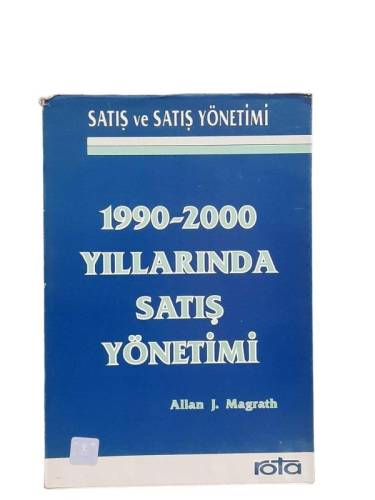 SATIŞ ve SATIŞ YÖNETİMİ
1990-2000
YILLARINDA
SATIŞ
YÖNETİMİ
Allan J. Magrath
rota